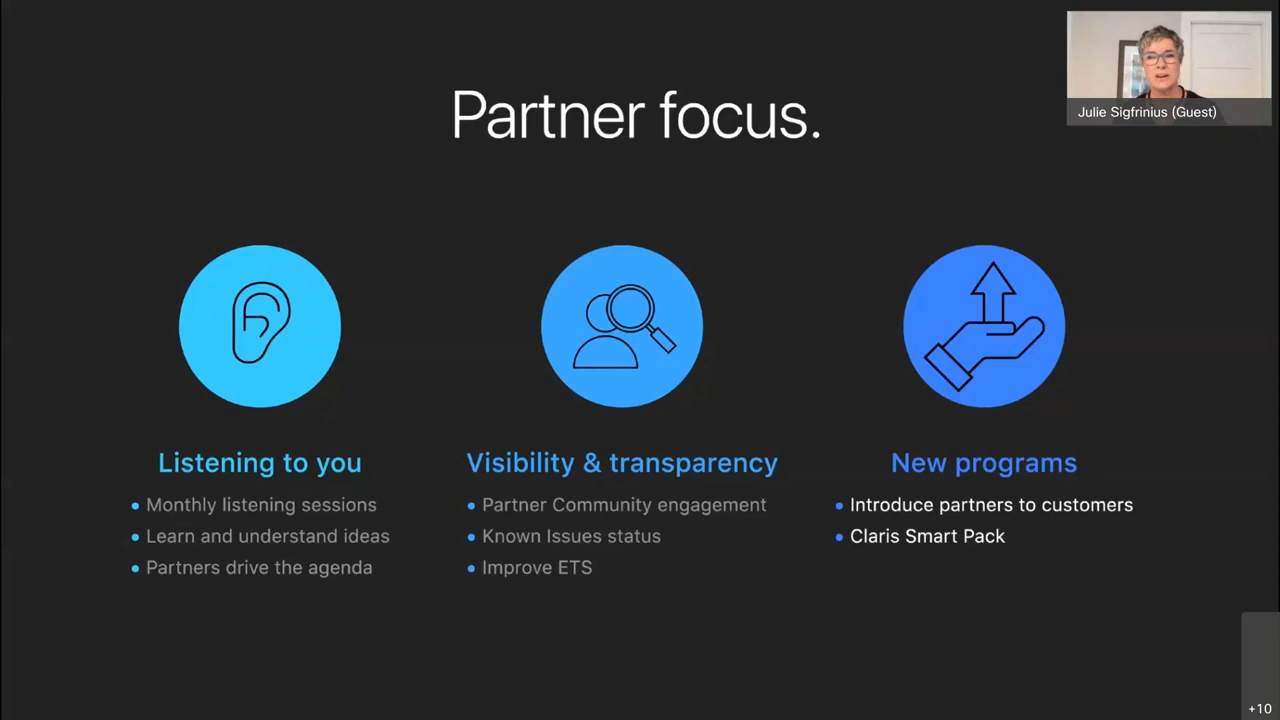 Partner focus.
Julie Sigfrinius (Guest)
Listening to you
• Monthly listening sessions
• Learn and understand ideas
• Partners drive the agenda
Visibility & transparency
• Partner Community engagement
• Known Issues status
• Improve ETS
New programs
• Introduce partners to customers
• Claris Smart Pack
+10